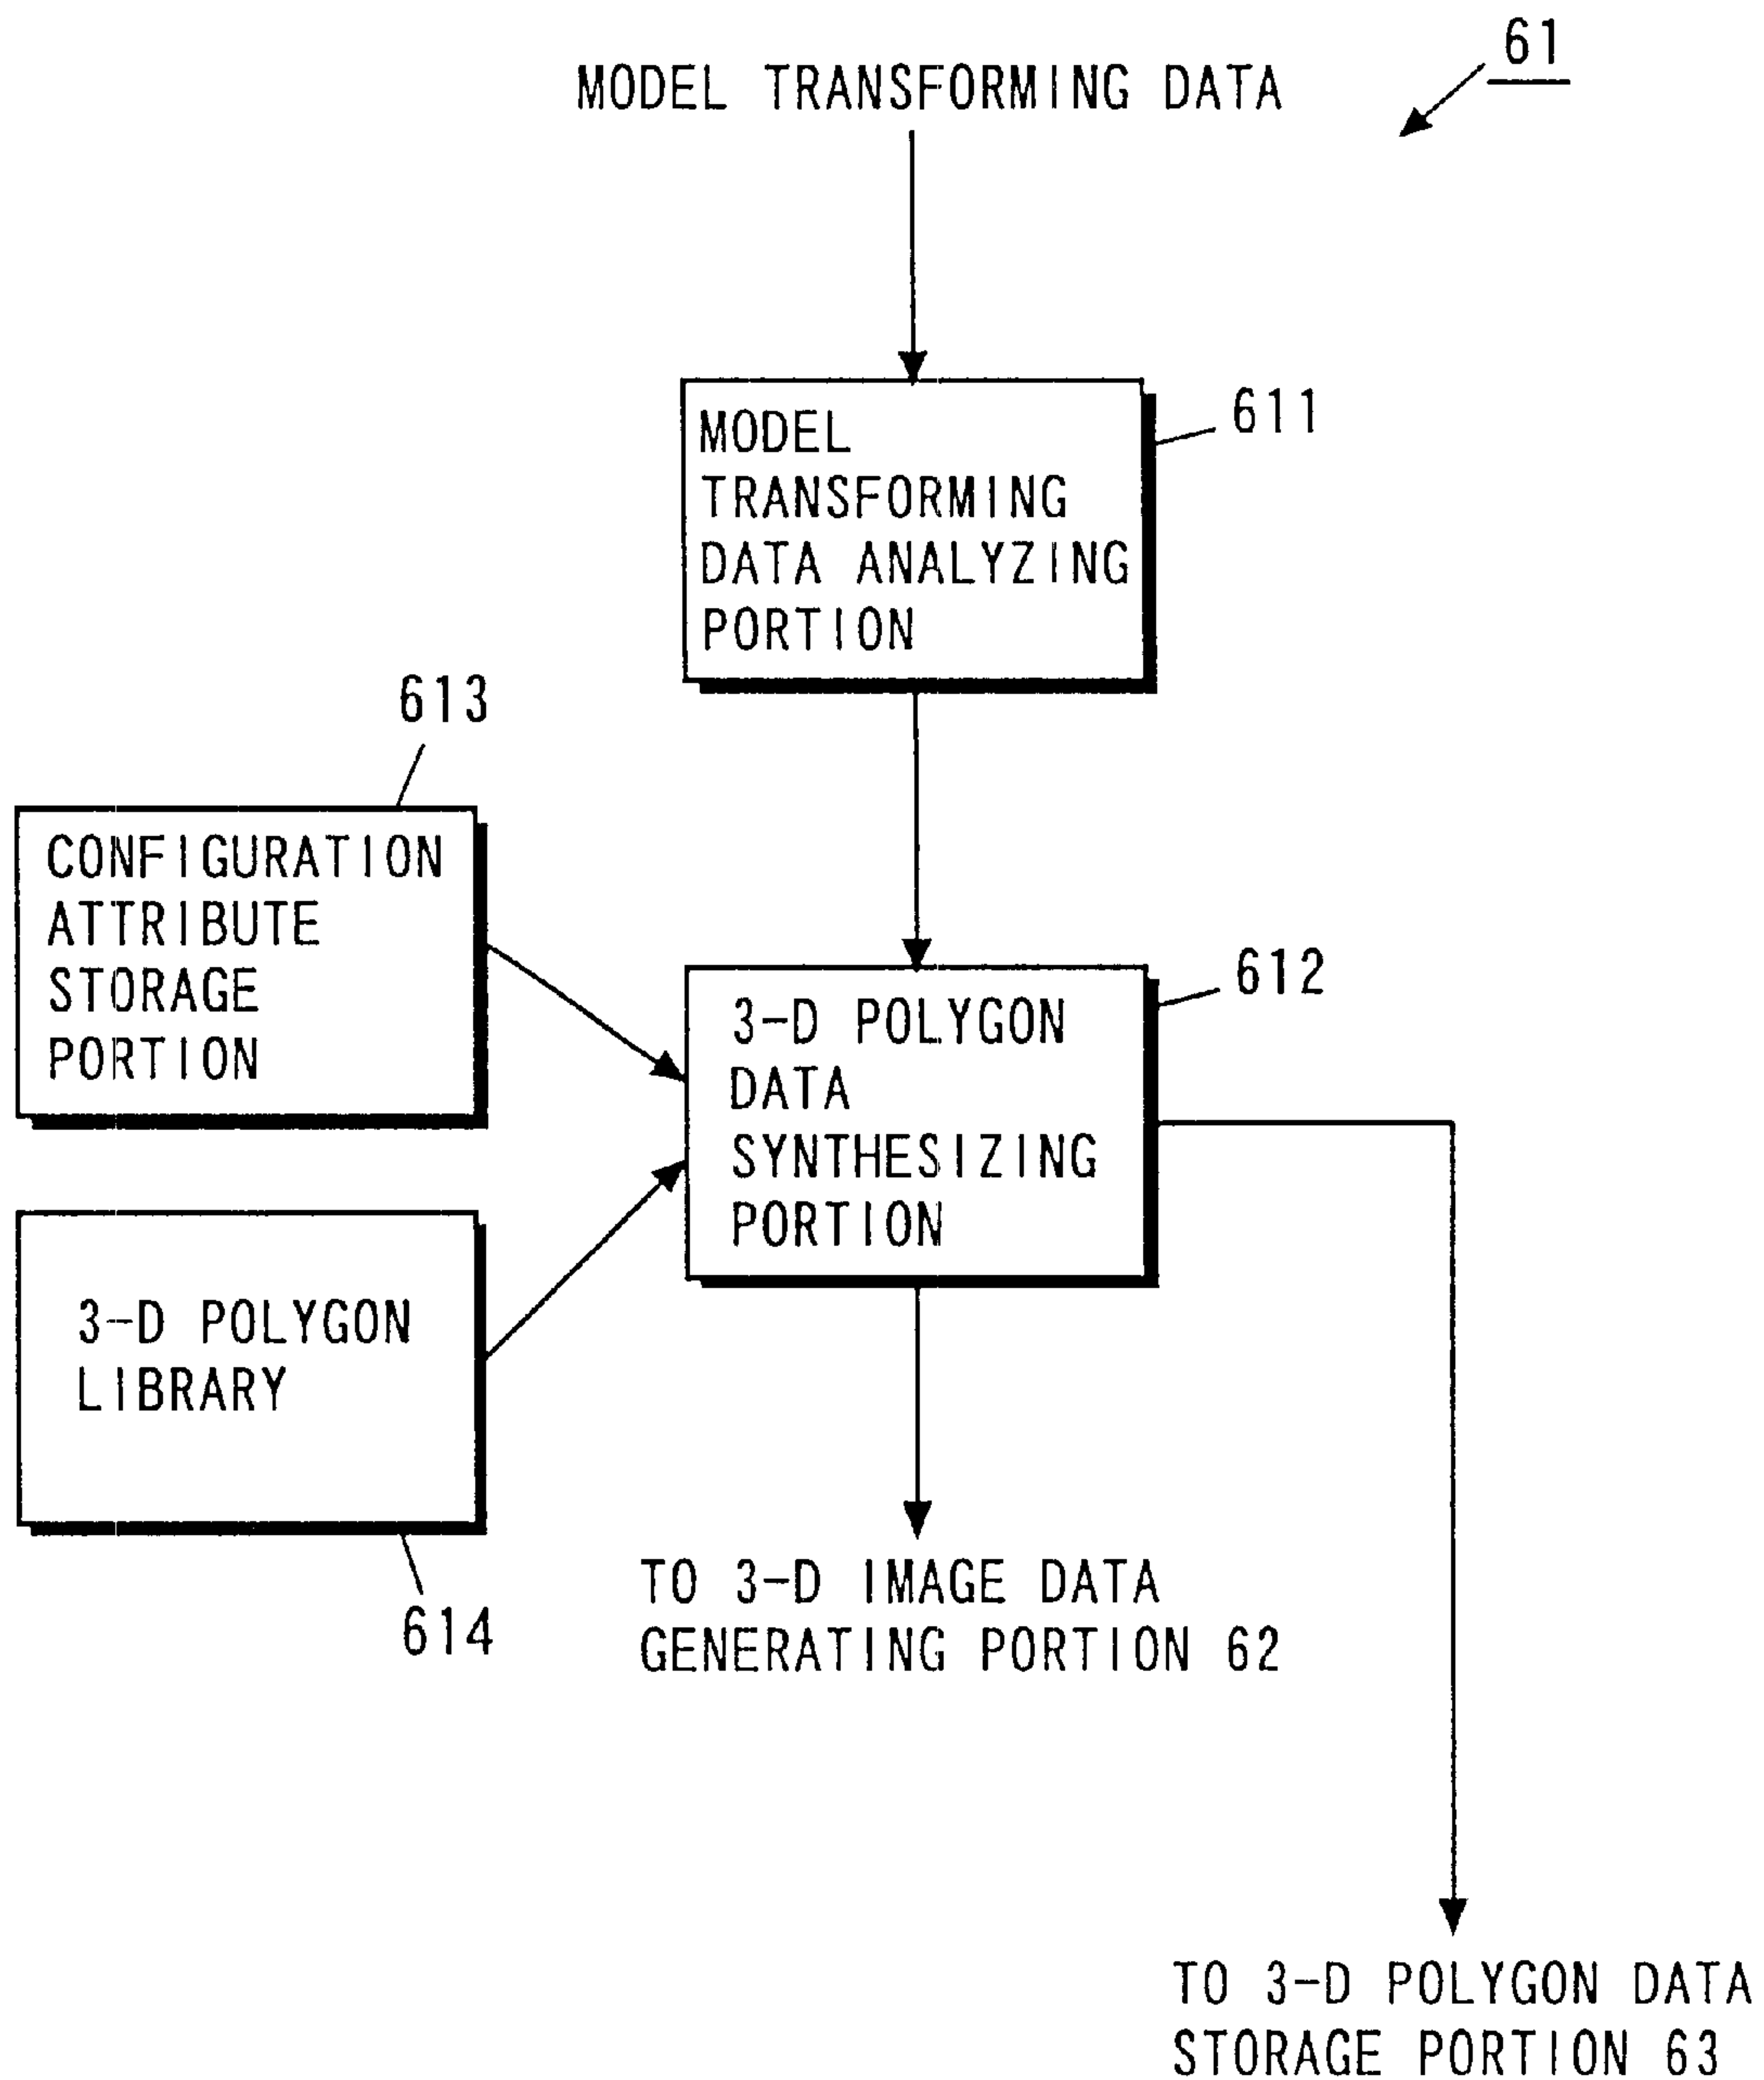 61
MODEL TRANSFORMING DATA
611
MODEL
TRANSFORMING
DATA ANALYZING
PORTION
613
CONFIGURATION
ATTRIBUTE
STORAGE
PORTION
612
3-D POLYGON
DATA
SYNTHESIZING
PORTION
3-D POLYGON
LIBRARY
614
TO 3-D IMAGE DATA
GENERATING PORTION 62
TO 3-D POLYGON DATA
STORAGE PORTION 63